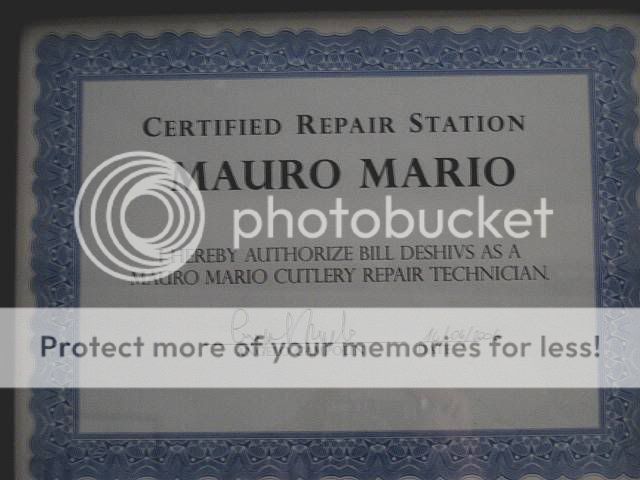 CERTIFIED REPAIR STATION
MAURO MARIO
photobucket
I HEREBY AUTHORIZE BILL DESHIVS AS A
MAURO MARIO CUTLERY REPAIR TECHNICIAN.
Protect more of your memories for less!